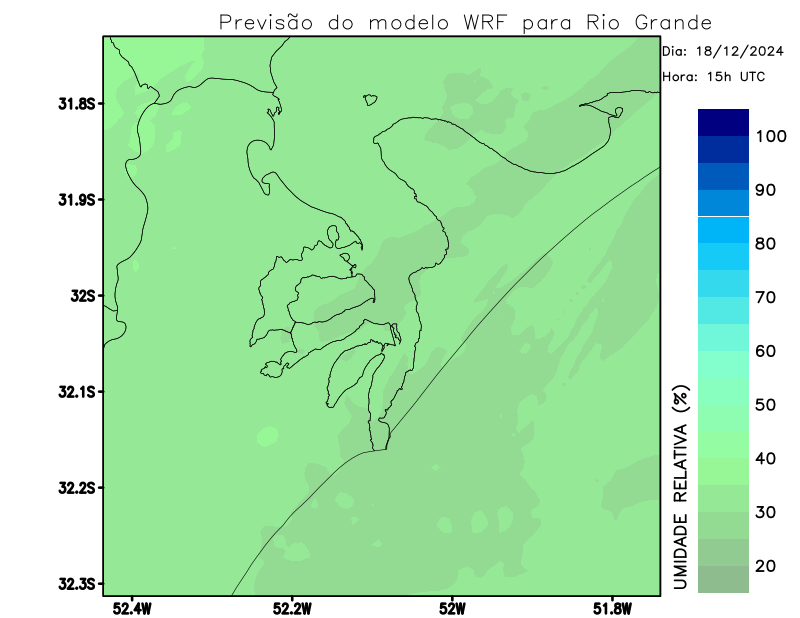 Previsão do modelo WRF para Rio Grande
Dia: 18/12/2024
Hora: 15h UTC
31.8S
31.9S
32S
32.1S
32.2S
32.3S
52.4W
52.2W
52W
51.8W
100
90
80
70
60
50
40
30
20
UMIDADE RELATIVA (%)